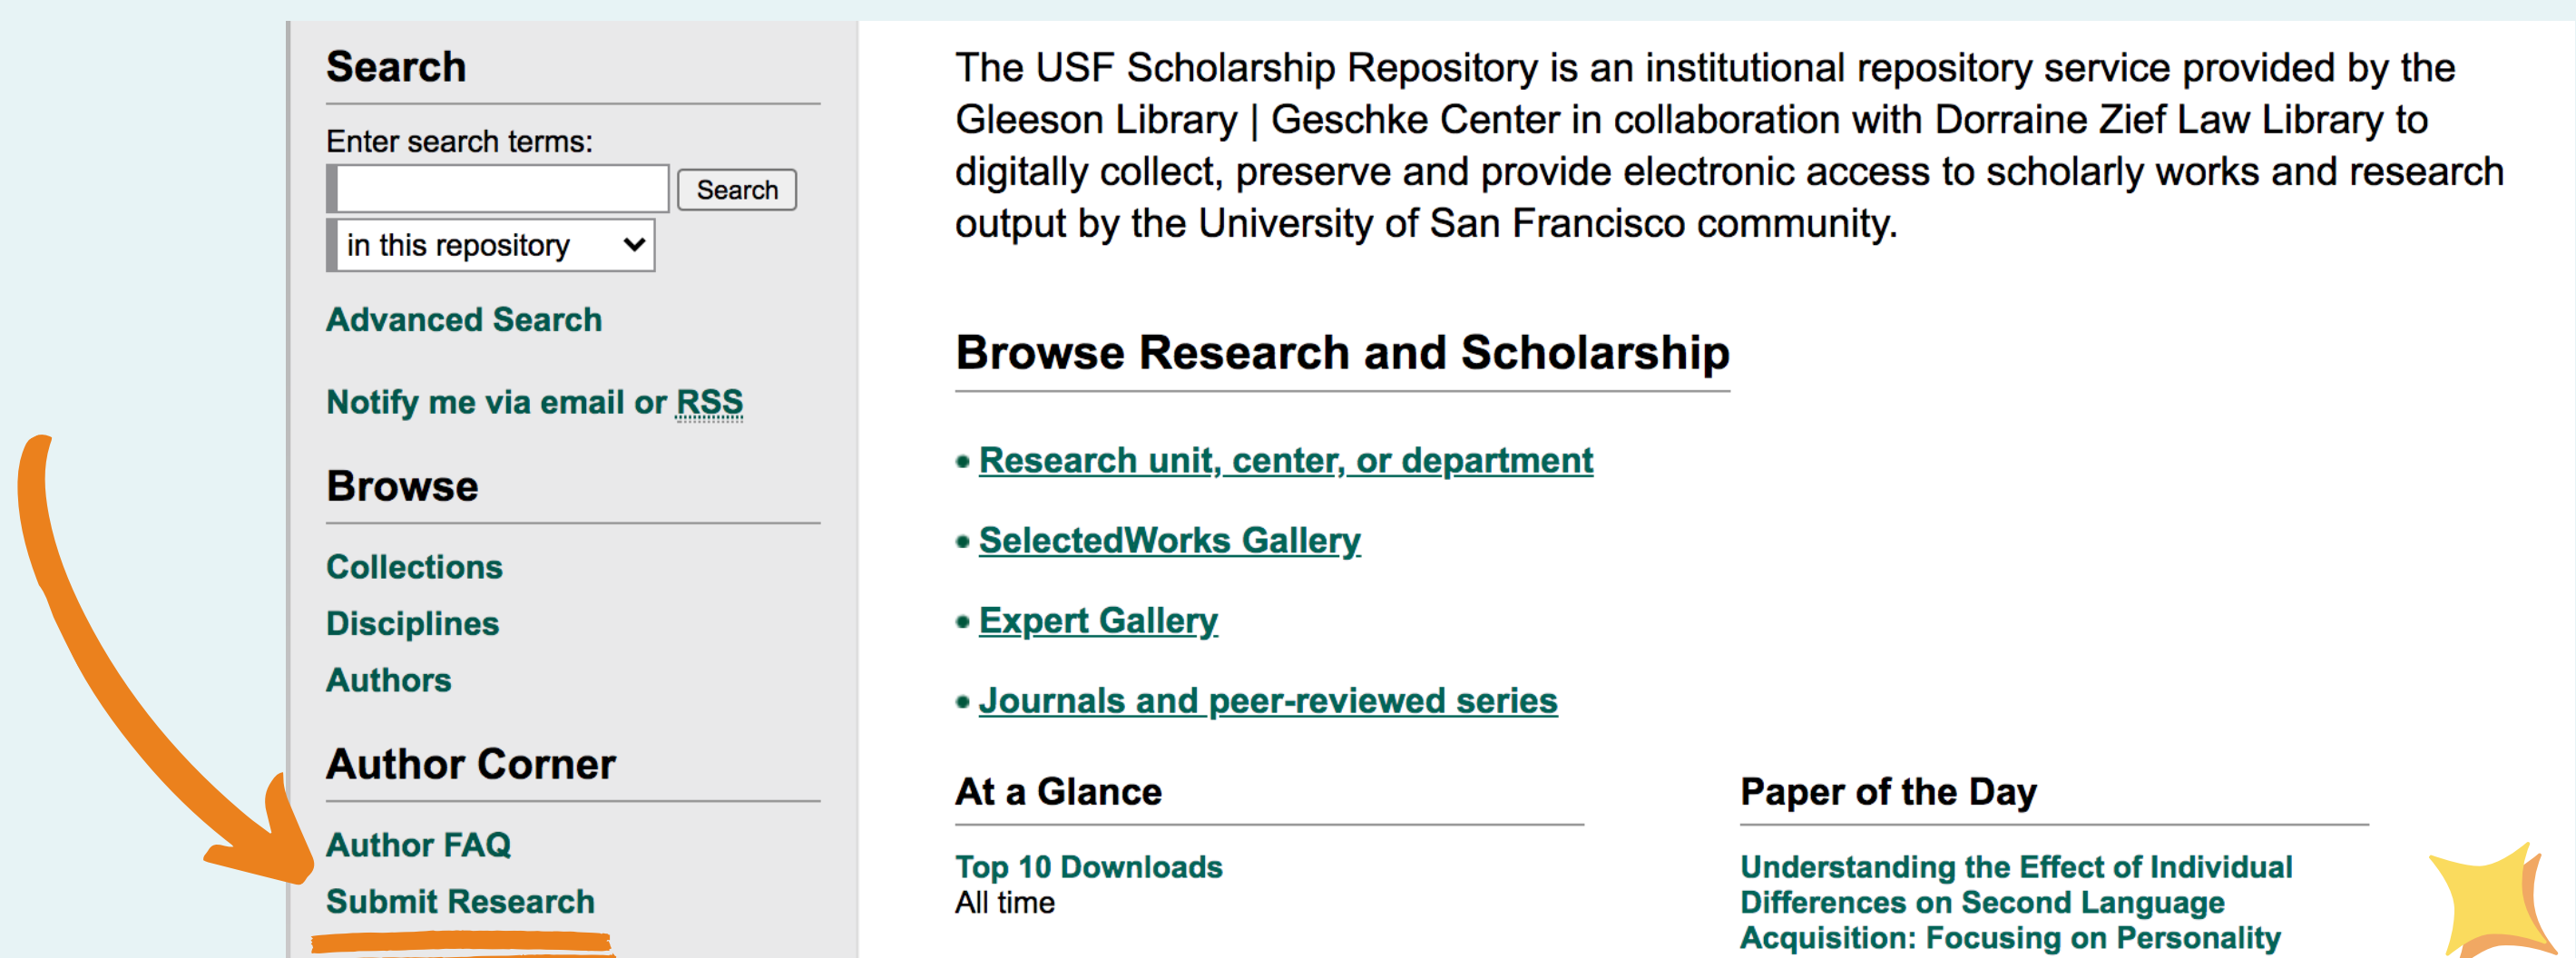 Search
Enter search terms:
Search
in this repository
Advanced Search
Notify me via email or RSS
Browse
Collections
Disciplines
Authors
Author Corner
Author FAQ
Submit Research
The USF Scholarship Repository is an institutional repository service provided by the
Gleeson Library | Geschke Center in collaboration with Dorraine Zief Law Library to
digitally collect, preserve and provide electronic access to scholarly works and research
output by the University of San Francisco community.
Browse Research and Scholarship
Research unit, center, or department
SelectedWorks Gallery
Expert Gallery
Journals and peer-reviewed series
At a Glance
Top 10 Downloads
All time
Paper of the Day
Understanding the Effect of Individual
Differences on Second Language
Acquisition: Focusing on Personality